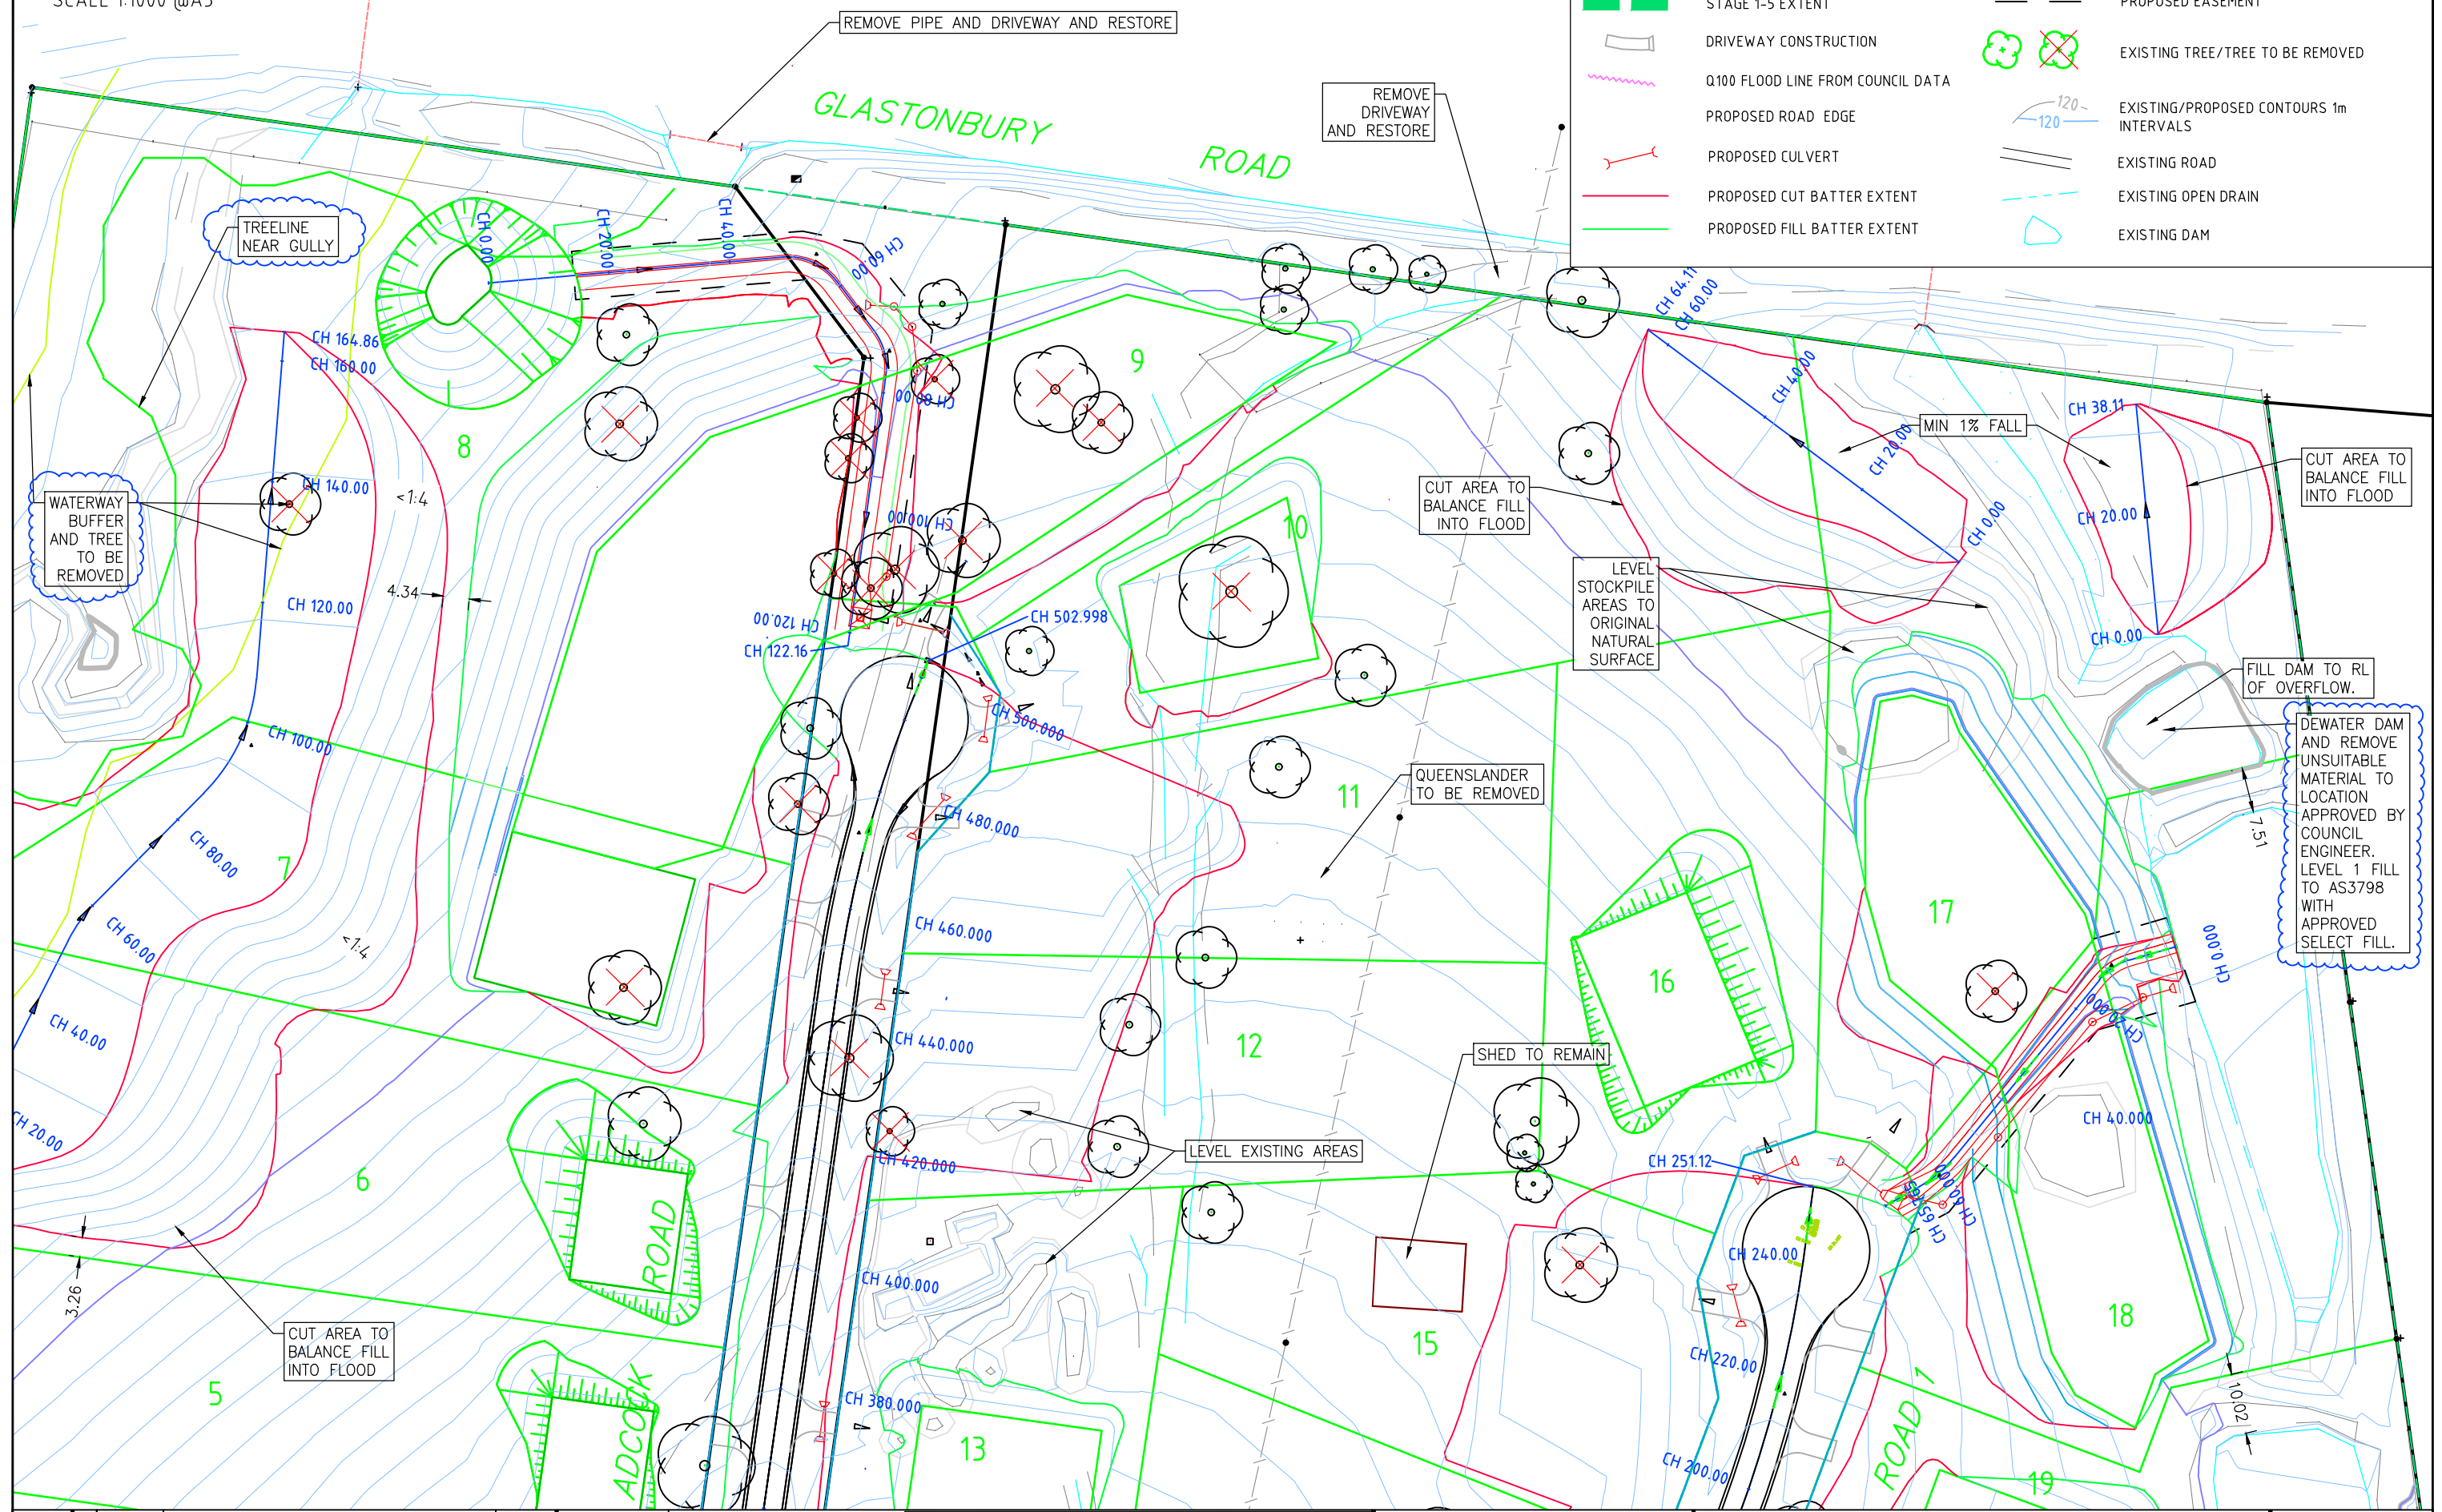 SCALE 1:1000 @A3
REMOVE PIPE AND DRIVEWAY AND RESTORE
GLASTONBURY ROAD
REMOVE
DRIVEWAY
AND RESTORE
STAGE 1-5 EXTENT
DRIVEWAY CONSTRUCTION
Q100 FLOOD LINE FROM COUNCIL DATA
PROPOSED ROAD EDGE
PROPOSED CULVERT
PROPOSED CUT BATTER EXTENT
PROPOSED FILL BATTER EXTENT
PROPOSED EASEMENT
EXISTING TREE/TREE TO BE REMOVED
120
120
EXISTING/PROPOSED CONTOURS 1m
INTERVALS
EXISTING ROAD
EXISTING OPEN DRAIN
EXISTING DAM
TREELINE
NEAR GULLY
CH 0.00
CH 20.00
CH 40.00
CH 60.00
CH 80.00
CH 100.00
CH 120.00
CH 122.16
CH 164.86
CH 160.00
CH 140.00
CH 120.00
CH 100.00
CH 80.00
CH 60.00
CH 40.00
CH 20.00
WATERWAY
BUFFER
AND TREE
TO BE
REMOVED
<1:4
4.34
<1:4
3.26
8
7
6
5
9
10
11
12
13
15
16
17
18
19
CH 502.998
CH 500.000
CH 480.000
CH 460.000
CH 440.000
CH 420.000
CH 400.000
CH 380.000
CUT AREA TO
BALANCE FILL
INTO FLOOD
CH 64.11
CH 60.00
CH 40.00
CH 20.00
CH 0.00
MIN 1% FALL
CH 38.11
CH 20.00
CH 0.00
CUT AREA TO
BALANCE FILL
INTO FLOOD
LEVEL
STOCKPILE
AREAS TO
ORIGINAL
NATURAL
SURFACE
FILL DAM TO RL
OF OVERFLOW.
DEWATER DAM
AND REMOVE
UNSUITABLE
MATERIAL TO
LOCATION
APPROVED BY
COUNCIL
ENGINEER.
LEVEL 1 FILL
TO AS3798
WITH
APPROVED
SELECT FILL.
7.51
QUEENSLANDER
TO BE REMOVED
SHED TO REMAIN
LEVEL EXISTING AREAS
CUT AREA TO
BALANCE FILL
INTO FLOOD
ADCOCK ROAD
CH 0.000
CH 20.000
CH 40.000
CH 60.000
CH 65.765
CH 251.12
CH 240.00
CH 220.00
CH 200.00
ROAD 1
10.02